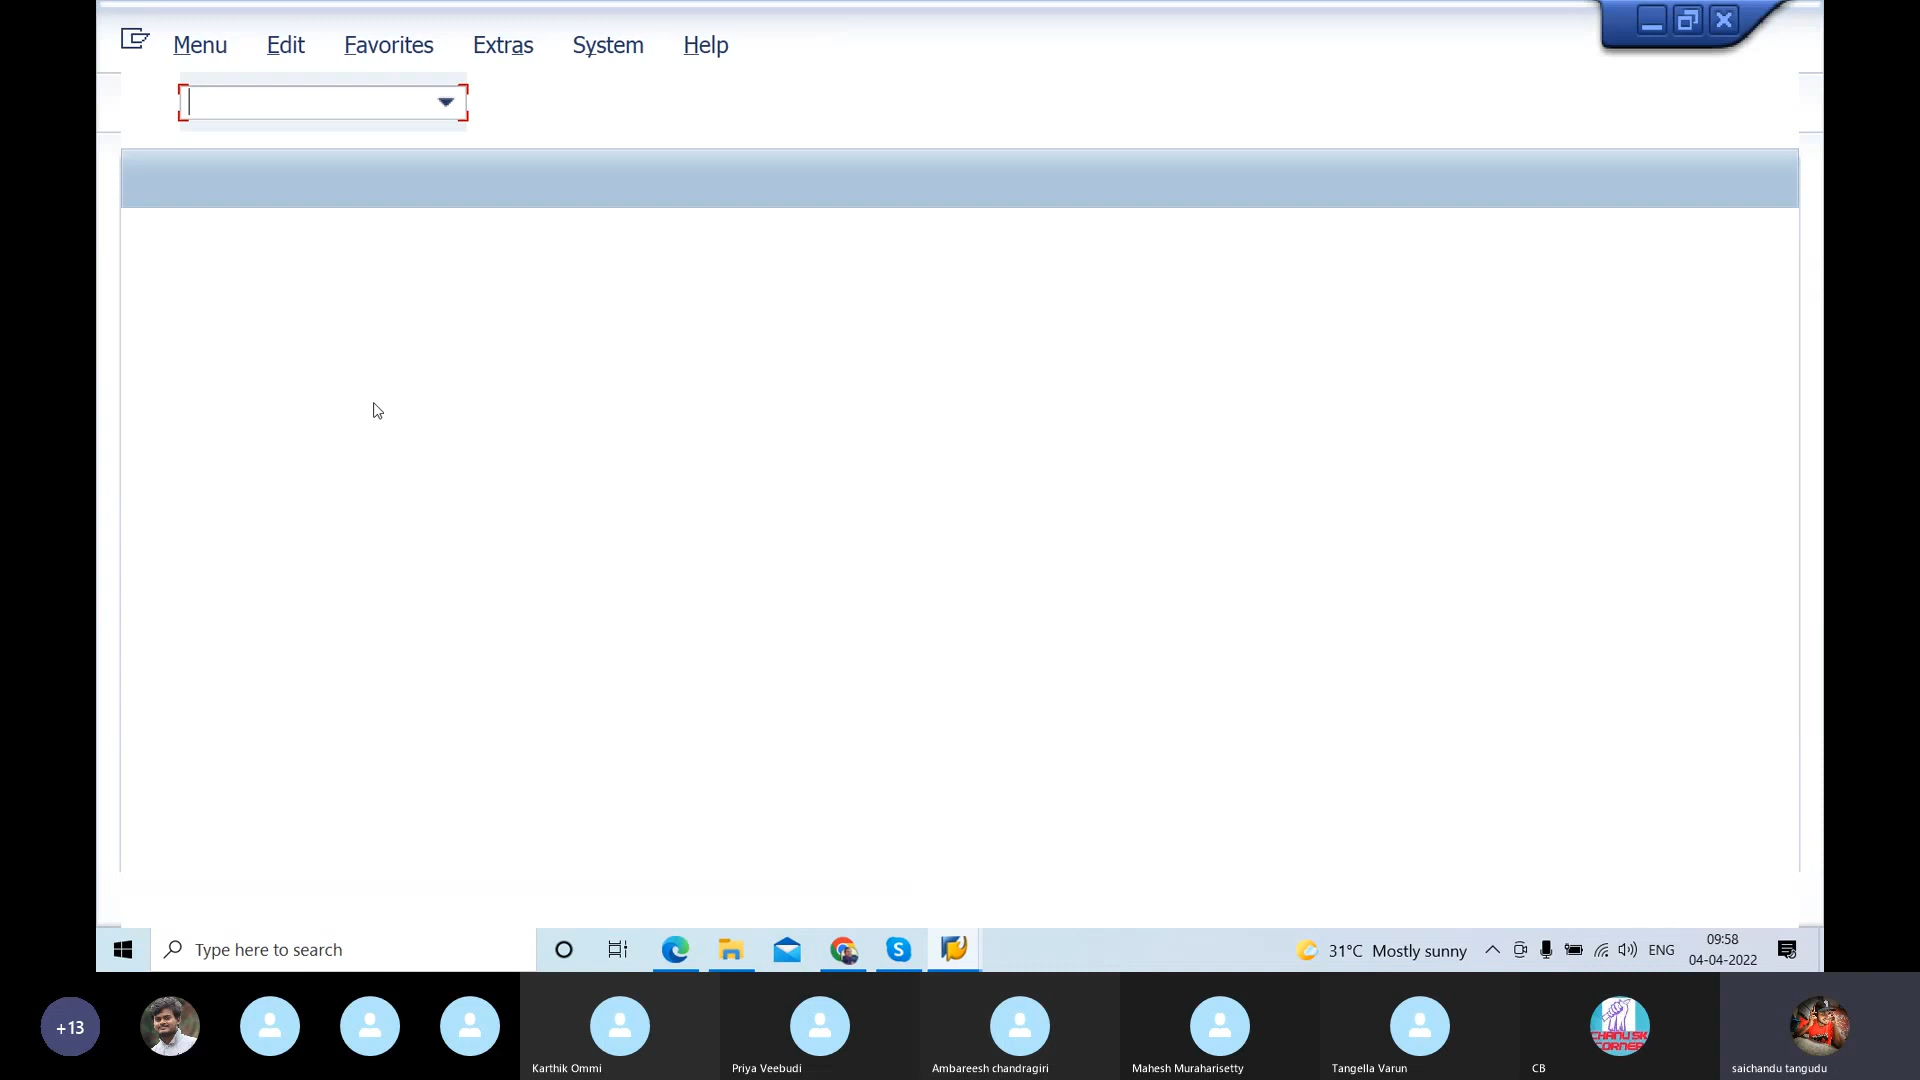 Menu Edit Favorites Extras System Help
Type here to search
31°C Mostly sunny
ENG
09:58
04-04-2022
+13
Karthik Ommi
Priya Veebudi
Ambareesh chandragiri
Mahesh Muraharisetty
Tangella Varun
CB
saichandu tangudu